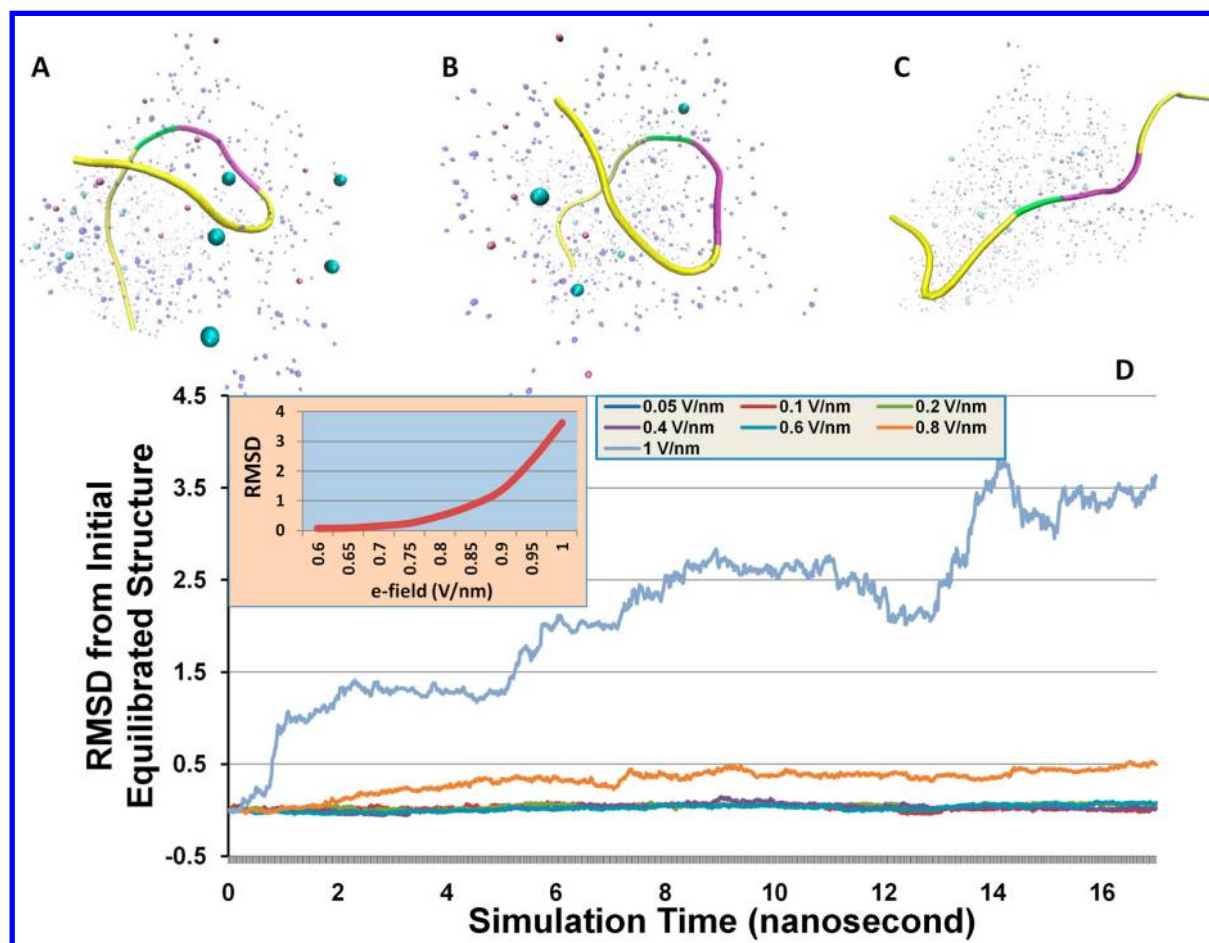 A
B
C
D
4.5
3.5
2.5
1.5
0.5
-0.5
RMSD from Initial
Equilibrated Structure
4
3
2
1
0
RMSD
0.6
0.65
0.7
0.75
0.8
0.85
0.9
0.95
1
e-field (V/nm)
0.05 V/nm 0.1 V/nm 0.2 V/nm
0.4 V/nm 0.6 V/nm 0.8 V/nm
1 V/nm
0 2 4 6 8 10 12 14 16
Simulation Time (nanosecond)